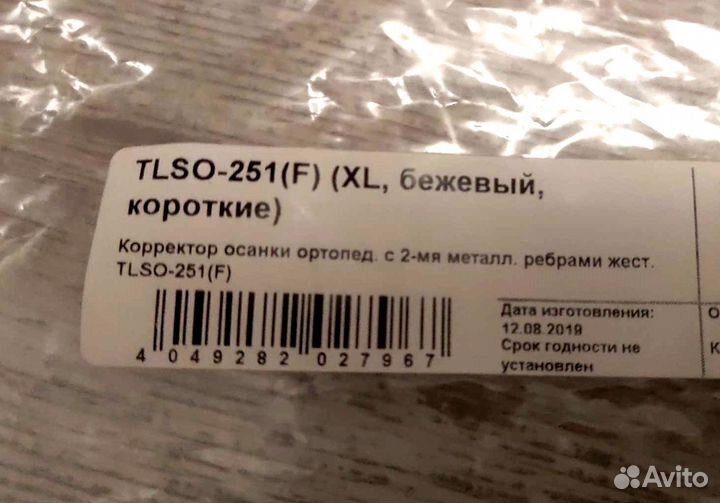 TLSO-251(F) (XL, бежевый,
короткие)
Корректор осанки ортопед. с 2-мя металл. ребрами жест.
TLSO-251(F)
4 049282 027967
Дата изготовления:
12.08.2019
Срок годности не
установлен
О
К
Avito